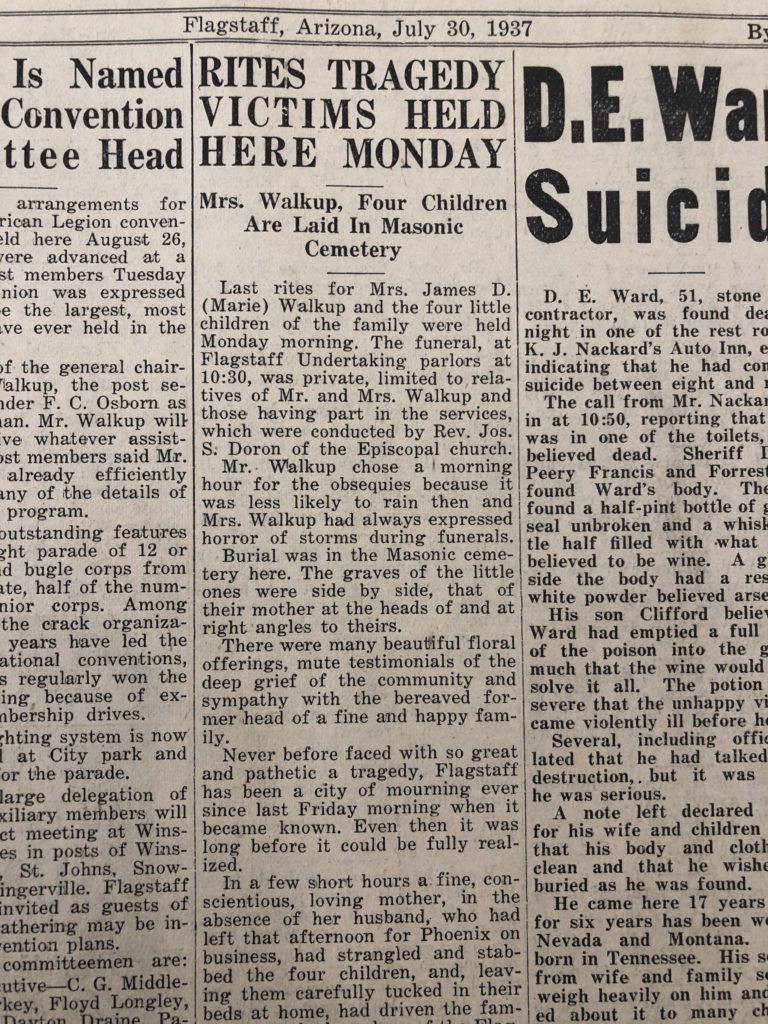 Flagstaff, Arizona, July 30, 1937
By
Is Named
Convention
ttee Head
arrangements for
rican Legion conven-
eld here August 26,
were advanced at a
st members Tuesday
nion was expressed
e the largest, most
ave ever held in the
of the general chair-
Walkup, the post se-
nder F. C. Osborn as
man. Mr. Walkup will
ive whatever assist-
ost members said Mr.
already efficiently
any of the details of
program.
outstanding features
ght parade of 12 or
nd bugle corps from
ate, half of the num-
nior corps. Among
the crack organiza-
years have led the
ational conventions,
s regularly won the
ing because of ex-
mbership drives.
ghting system is now
d at City park and
or the parade.
large delegation of
uxiliary members will
ct meeting at Wins-
es in posts of Wins-
, St. Johns, Snow-
ingerville. Flagstaff
invited as guests of
athering may be in-
vention plans.
committeemen are:
cutive—C. G. Middle-
rkey, Floyd Longley,
Dayton Draine, Pa-
RITES TRAGEDY
VICTIMS HELD
HERE MONDAY
Mrs. Walkup, Four Children
Are Laid In Masonic
Cemetery
Last rites for Mrs. James D.
(Marie) Walkup and the four little
children of the family were held
Monday morning. The funeral, at
Flagstaff Undertaking parlors at
10:30, was private, limited to rela-
tives of Mr. and Mrs. Walkup and
those having part in the services,
which were conducted by Rev. Jos.
S. Doron of the Episcopal church.
Mr. Walkup chose a morning
hour for the obsequies because it
was less likely to rain then and
Mrs. Walkup had always expressed
horror of storms during funerals.
Burial was in the Masonic ceme-
tery here. The graves of the little
ones were side by side, that of
their mother at the heads of and at
right angles to theirs.
There were many beautiful floral
offerings, mute testimonials of the
deep grief of the community and
sympathy with the bereaved for-
mer head of a fine and happy fam-
ily.
Never before faced with so great
and pathetic a tragedy, Flagstaff
has been a city of mourning ever
since last Friday morning when it
became known. Even then it was
long before it could be fully real-
ized.
In a few short hours a fine, con-
scientious, loving mother, in the
absence of her husband, who had
left that afternoon for Phoenix on
business, had strangled and stab-
bed the four children, and, leav-
ing them carefully tucked in their
beds at home, had driven the fam-
D.E.Wa
Suicid
D. E. Ward, 51, stone
contractor, was found dea
night in one of the rest ro
K. J. Nackard's Auto Inn, e
indicating that he had com
suicide between eight and n
The call from Mr. Nackar
in at 10:50, reporting that
was in one of the toilets,
believed dead. Sheriff
Peery Francis and Forrest
found Ward's body. The
found a half-pint bottle of g
seal unbroken and a whisk
tle half filled with what
believed to be wine. A g
side the body had a res
white powder believed arse
His son Clifford believ
Ward had emptied a full
of the poison into the g
much that the wine would
solve it all. The potion
severe that the unhappy vi
came violently ill before he
Several, including offic
lated that he had talked
destruction, but it was
he was serious.
A note left declared
for his wife and children
that his body and cloth
clean and that he wishe
buried as he was found.
He came here 17 years
for six years has been wo
Nevada and Montana.
born in Tennessee. His se
from wife and family se
weigh heavily on him and
ed about it to many ch